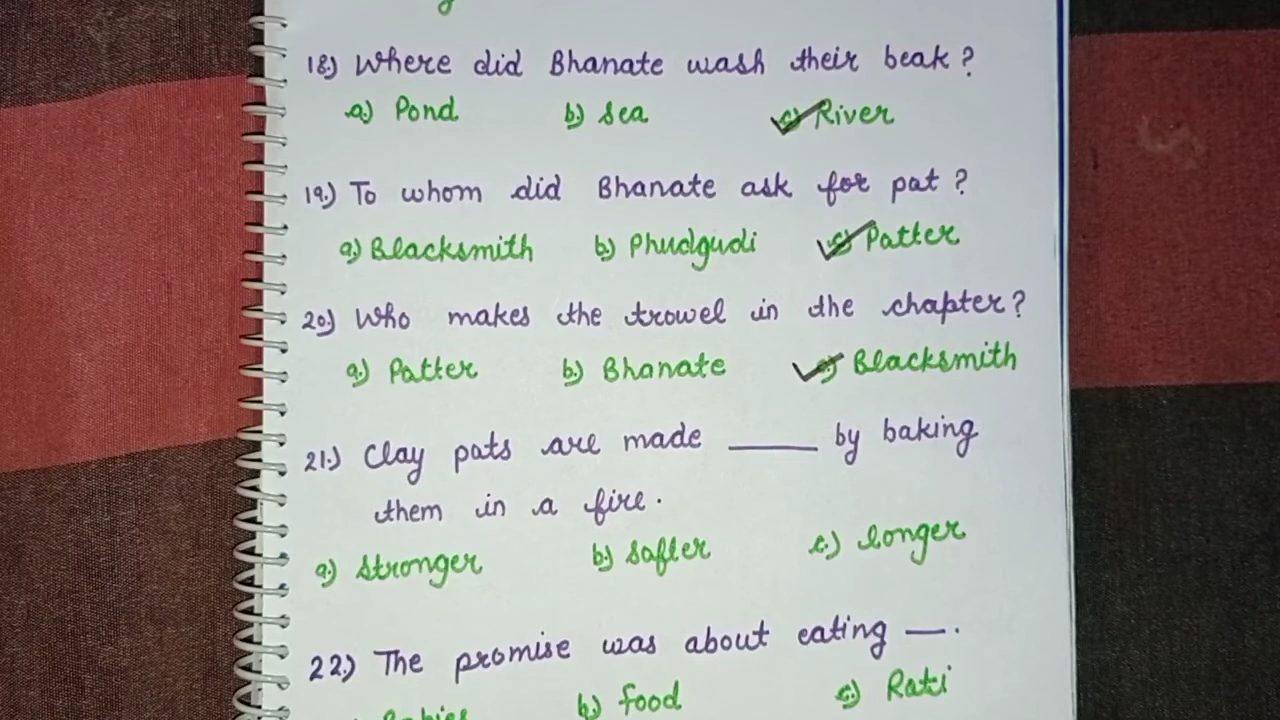 18.) Where did Bhanate wash their beak?
a.) Pond b.) Sea c.) River
19.) To whom did Bhanate ask for pot?
a.) Blacksmith b.) Phudgudi c.) Potter
20.) Who makes the trowel in the chapter?
a.) Potter b.) Bhanate c.) Blacksmith
21.) Clay pots are made _____ by baking
them in a fire.
a.) Stronger b.) Softer c.) longer
22.) The promise was about eating __.
b.) food c.) Roti